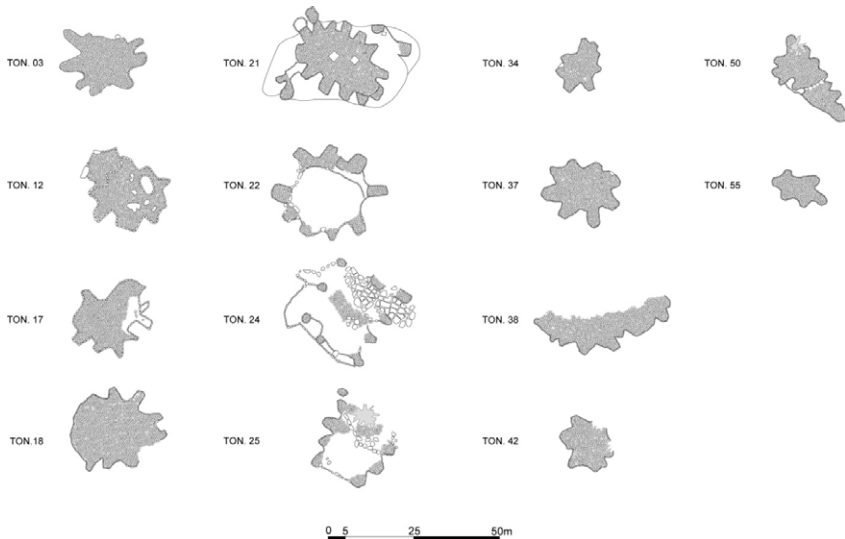 TON. 03
TON. 21
TON. 34
TON. 50
TON. 12
TON. 22
TON. 37
TON. 55
TON. 17
TON. 24
TON. 38
TON.18
TON. 25
TON. 42
0 5 25 50m